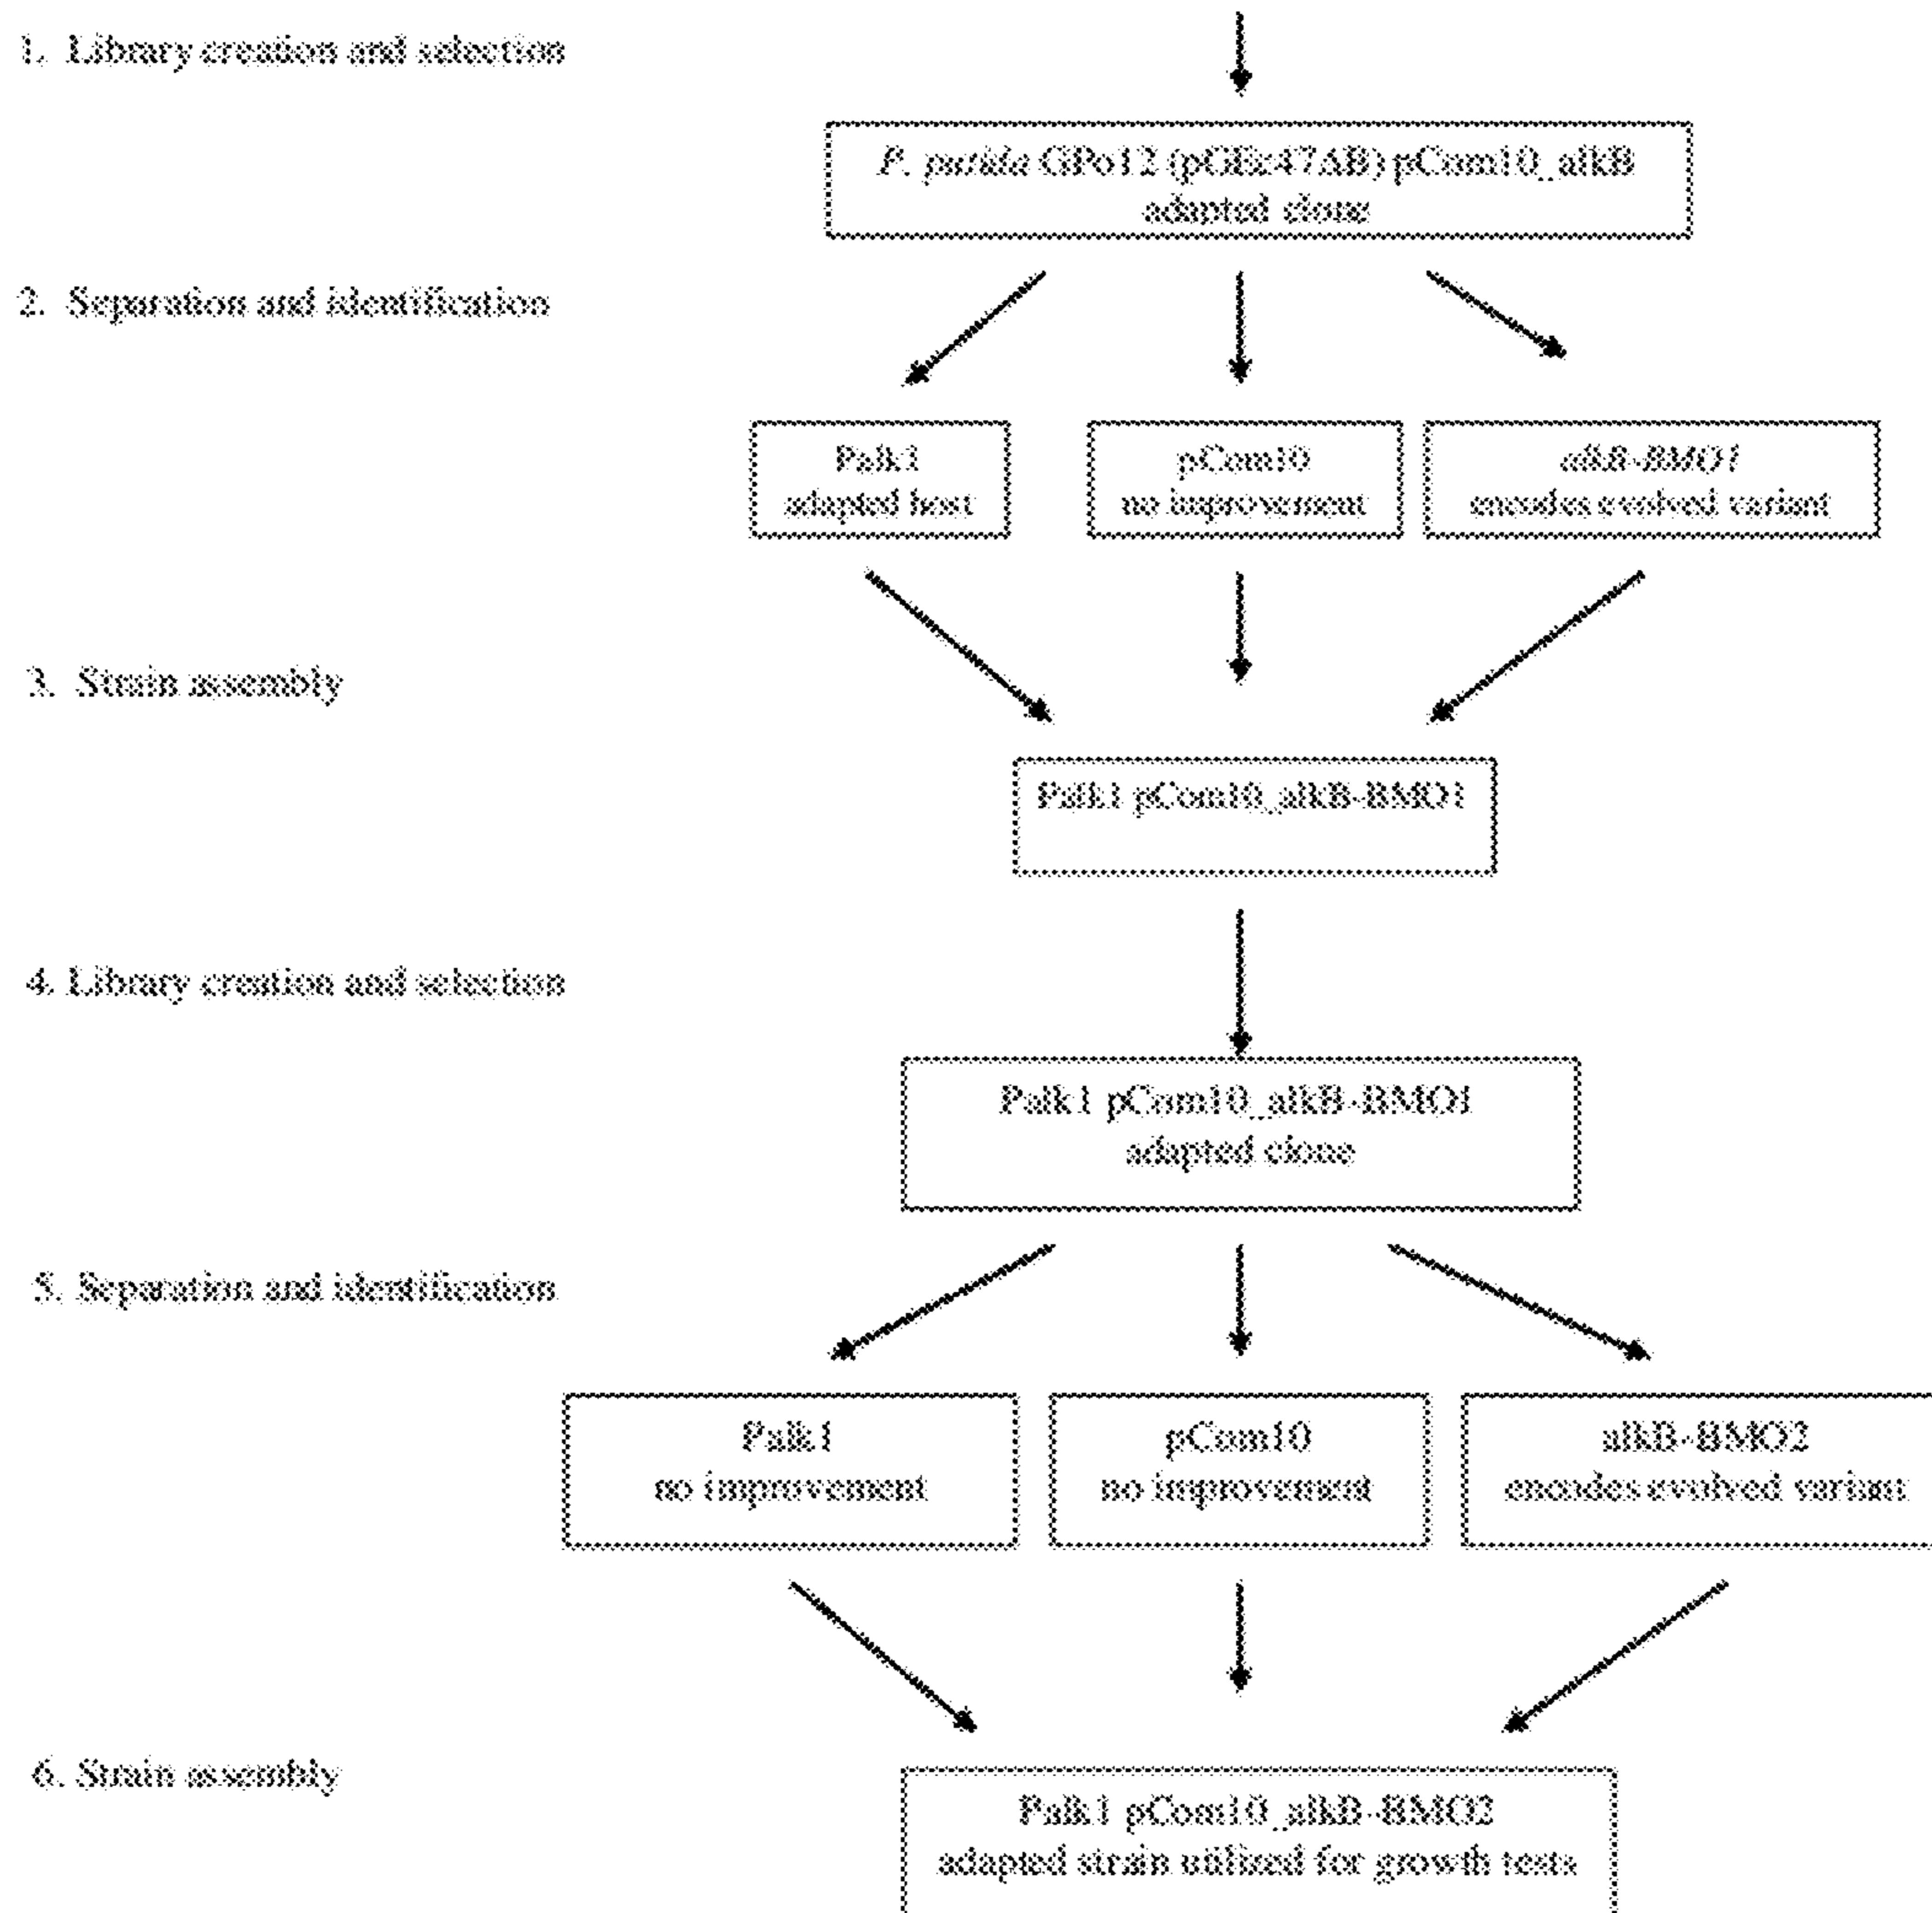 1. Library creation and selection
P. putida GPo12 (pGEc47ΔB) pCom10_alkB
adapted clone
2. Separation and identification
Palk1
adapted host
pCom10
no improvement
alkB-BMO1
encodes evolved variant
3. Strain assembly
Palk1 pCom10_alkB-BMO1
4. Library creation and selection
Palk1 pCom10_alkB-BMO1
adapted clone
5. Separation and identification
Palk1
no improvement
pCom10
no improvement
alkB-BMO2
encodes evolved variant
6. Strain assembly
Palk1 pCom10_alkB-BMO2
adapted strain utilized for growth tests